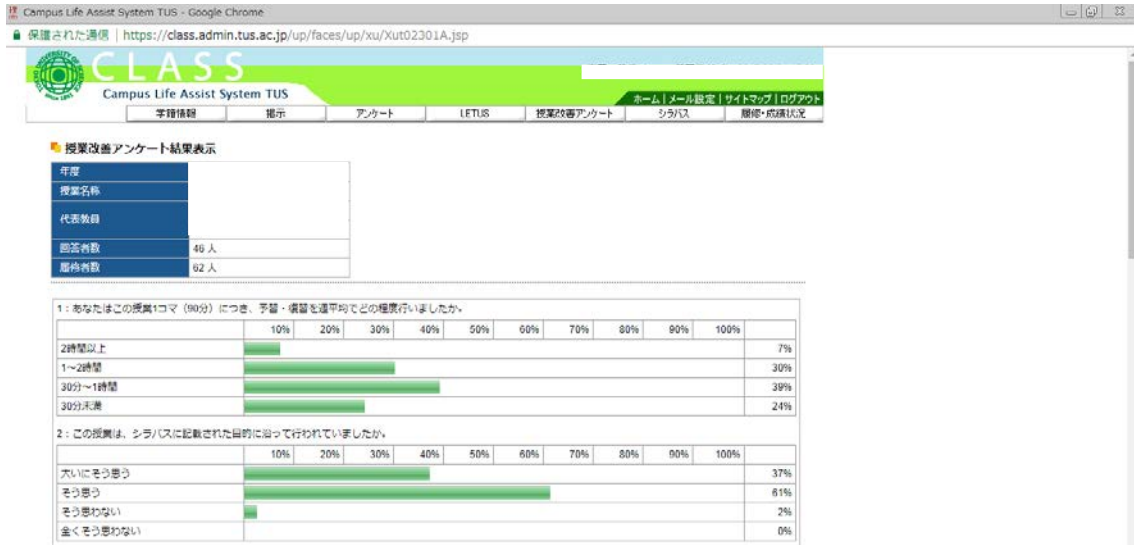 Campus Life Assist System TUS - Google Chrome
保護された通信 | https://class.admin.tus.ac.jp/up/faces/up/xu/Xut02301A.jsp
CLASS
Campus Life Assist System TUS
ホーム | メール設定 | サイトマップ | ログアウト
学籍情報 掲示 アンケート LETUS 授業改善アンケート シラバス 履修・成績状況
授業改善アンケート結果表示
年度
授業名称
代表教員
回答者数 46 人
履修者数 62 人
1：あなたはこの授業1コマ（90分）につき、予習・復習を週平均でどの程度行いましたか。
10% 20% 30% 40% 50% 60% 70% 80% 90% 100%
2時間以上 7%
1～2時間 30%
30分～1時間 39%
30分未満 24%
2：この授業は、シラバスに記載された目的に沿って行われていましたか。
10% 20% 30% 40% 50% 60% 70% 80% 90% 100%
大いにそう思う 37%
そう思う 61%
そう思わない 2%
全くそう思わない 0%